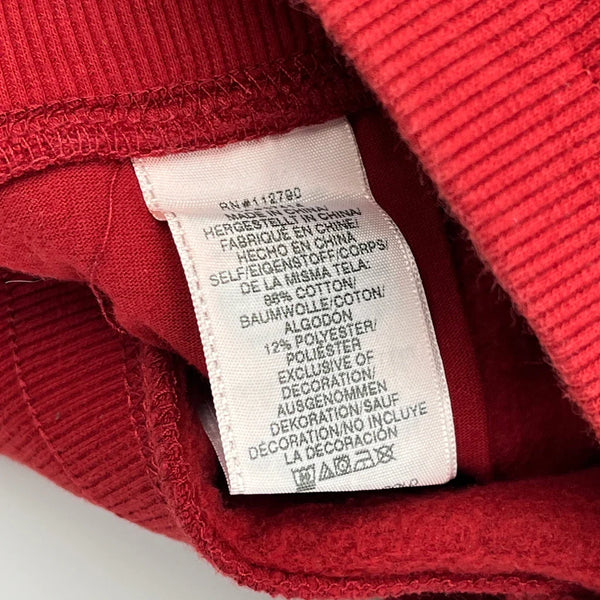 RN#112790
MADE IN CHINA/
HERGESTELLI IN CHINA/
FABRIQUÉ EN CHINE/
HECHO EN CHINA
SELF/EIGENSTOFF/CORPS/
DE LA MISMA TELA:
88% COTTON/
BAUMWOLLE/COTON/
ALGODÓN
12% POLYESTER/
POLIÉSTER
EXCLUSIVE OF
DECORATION/
AUSGENOMMEN
DEKORATION/SAUF
DÉCORATION/NO INCLUYE
LA DECORACIÓN